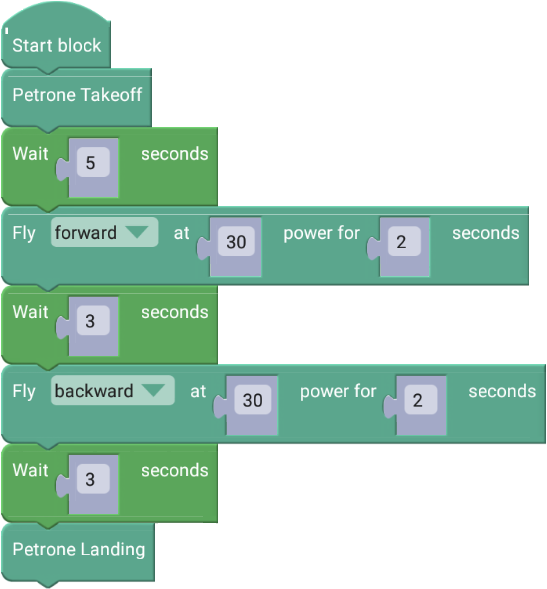 Start block
Petrone Takeoff
Wait 5 seconds
Fly forward at 30 power for 2 seconds
Wait 3 seconds
Fly backward at 30 power for 2 seconds
Wait 3 seconds
Petrone Landing